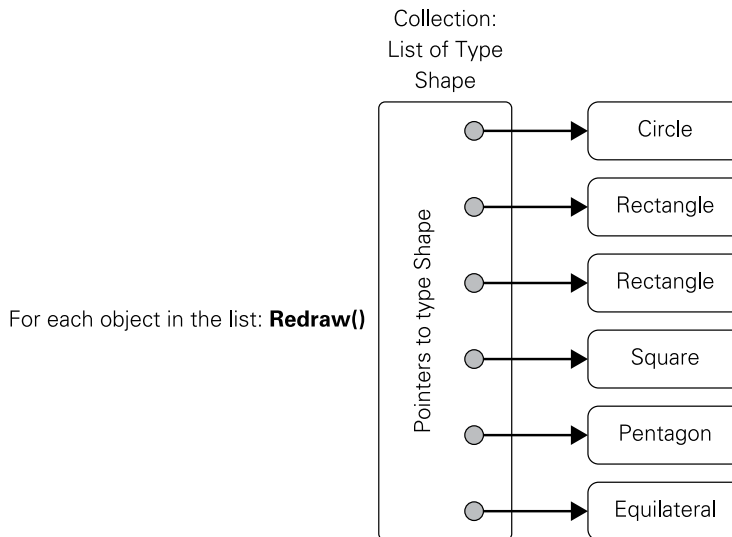 Collection:
List of Type
Shape
Circle
Rectangle
Rectangle
For each object in the list: Redraw()
Pointers to type Shape
Square
Pentagon
Equilateral